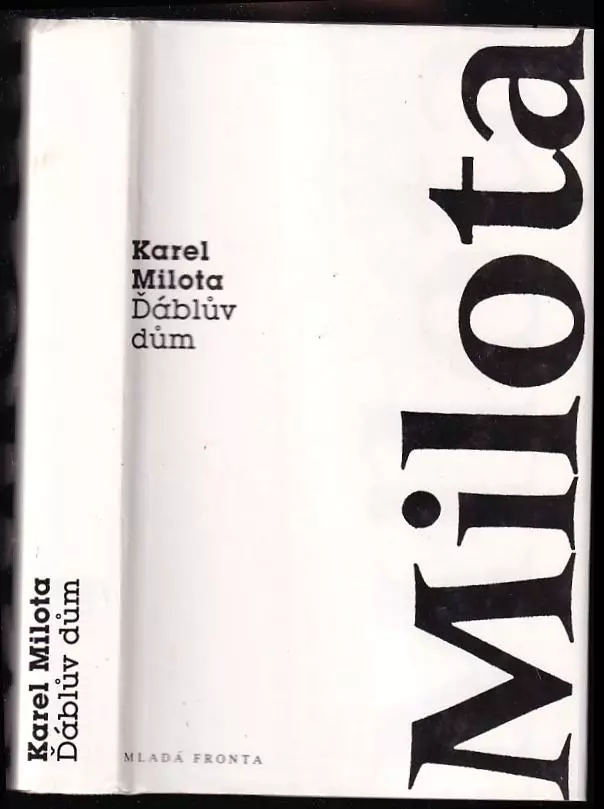 Karel
Milota
Ďáblův
dům
MLADÁ FRONTA
Milota
Karel Milota
Ďáblův dům